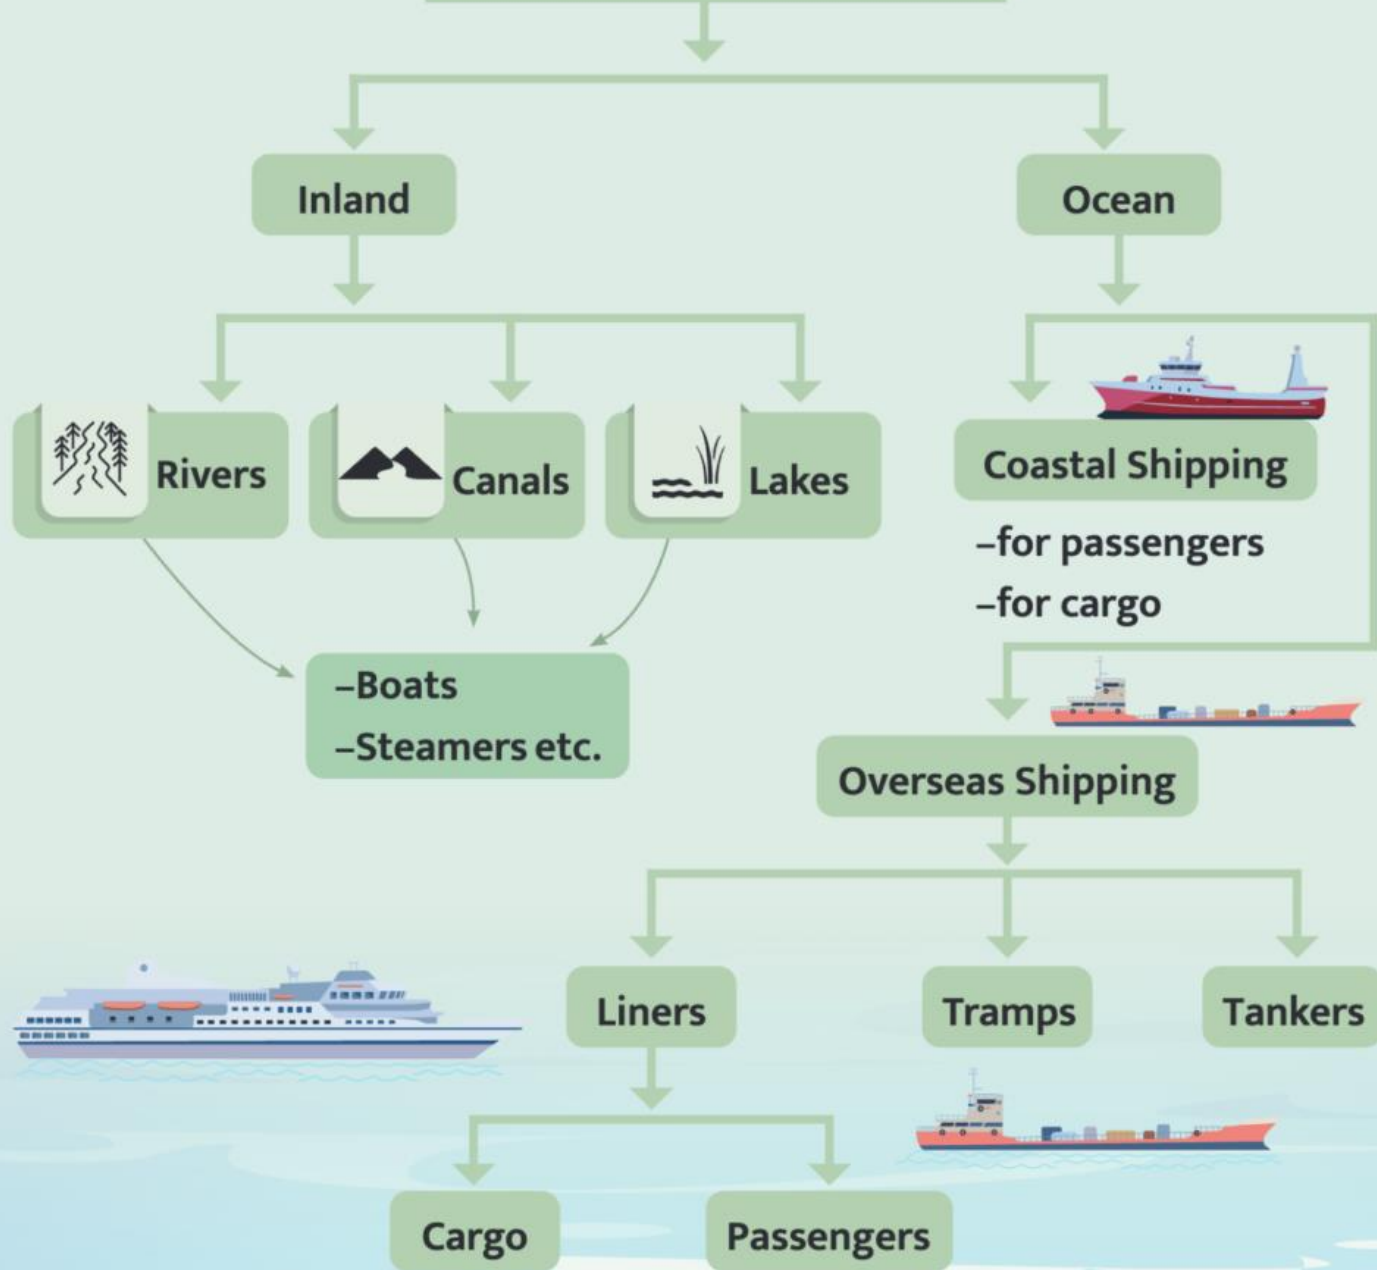 Inland
Ocean
Rivers
Canals
Lakes
Coastal Shipping
–for passengers
–for cargo
–Boats
–Steamers etc.
Overseas Shipping
Liners
Tramps
Tankers
Cargo
Passengers